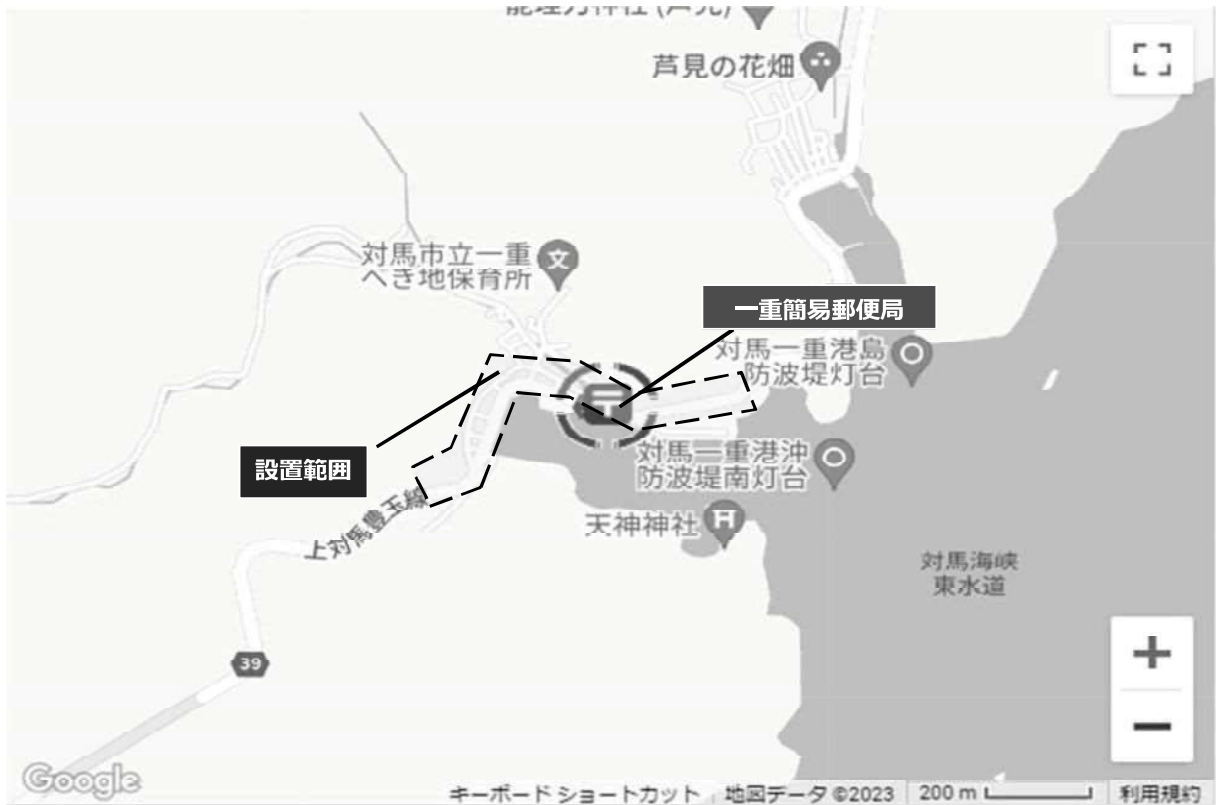 芦見の花畑
対馬市立一重
へき地保育所
一重簡易郵便局
対馬一重港島
防波堤灯台
設置範囲
対馬一重港沖
防波堤南灯台
天神神社
上対馬豊玉線
対馬海峡
東水道
39
Google
キーボード ショートカット
地図データ ©2023
200 m
利用規約